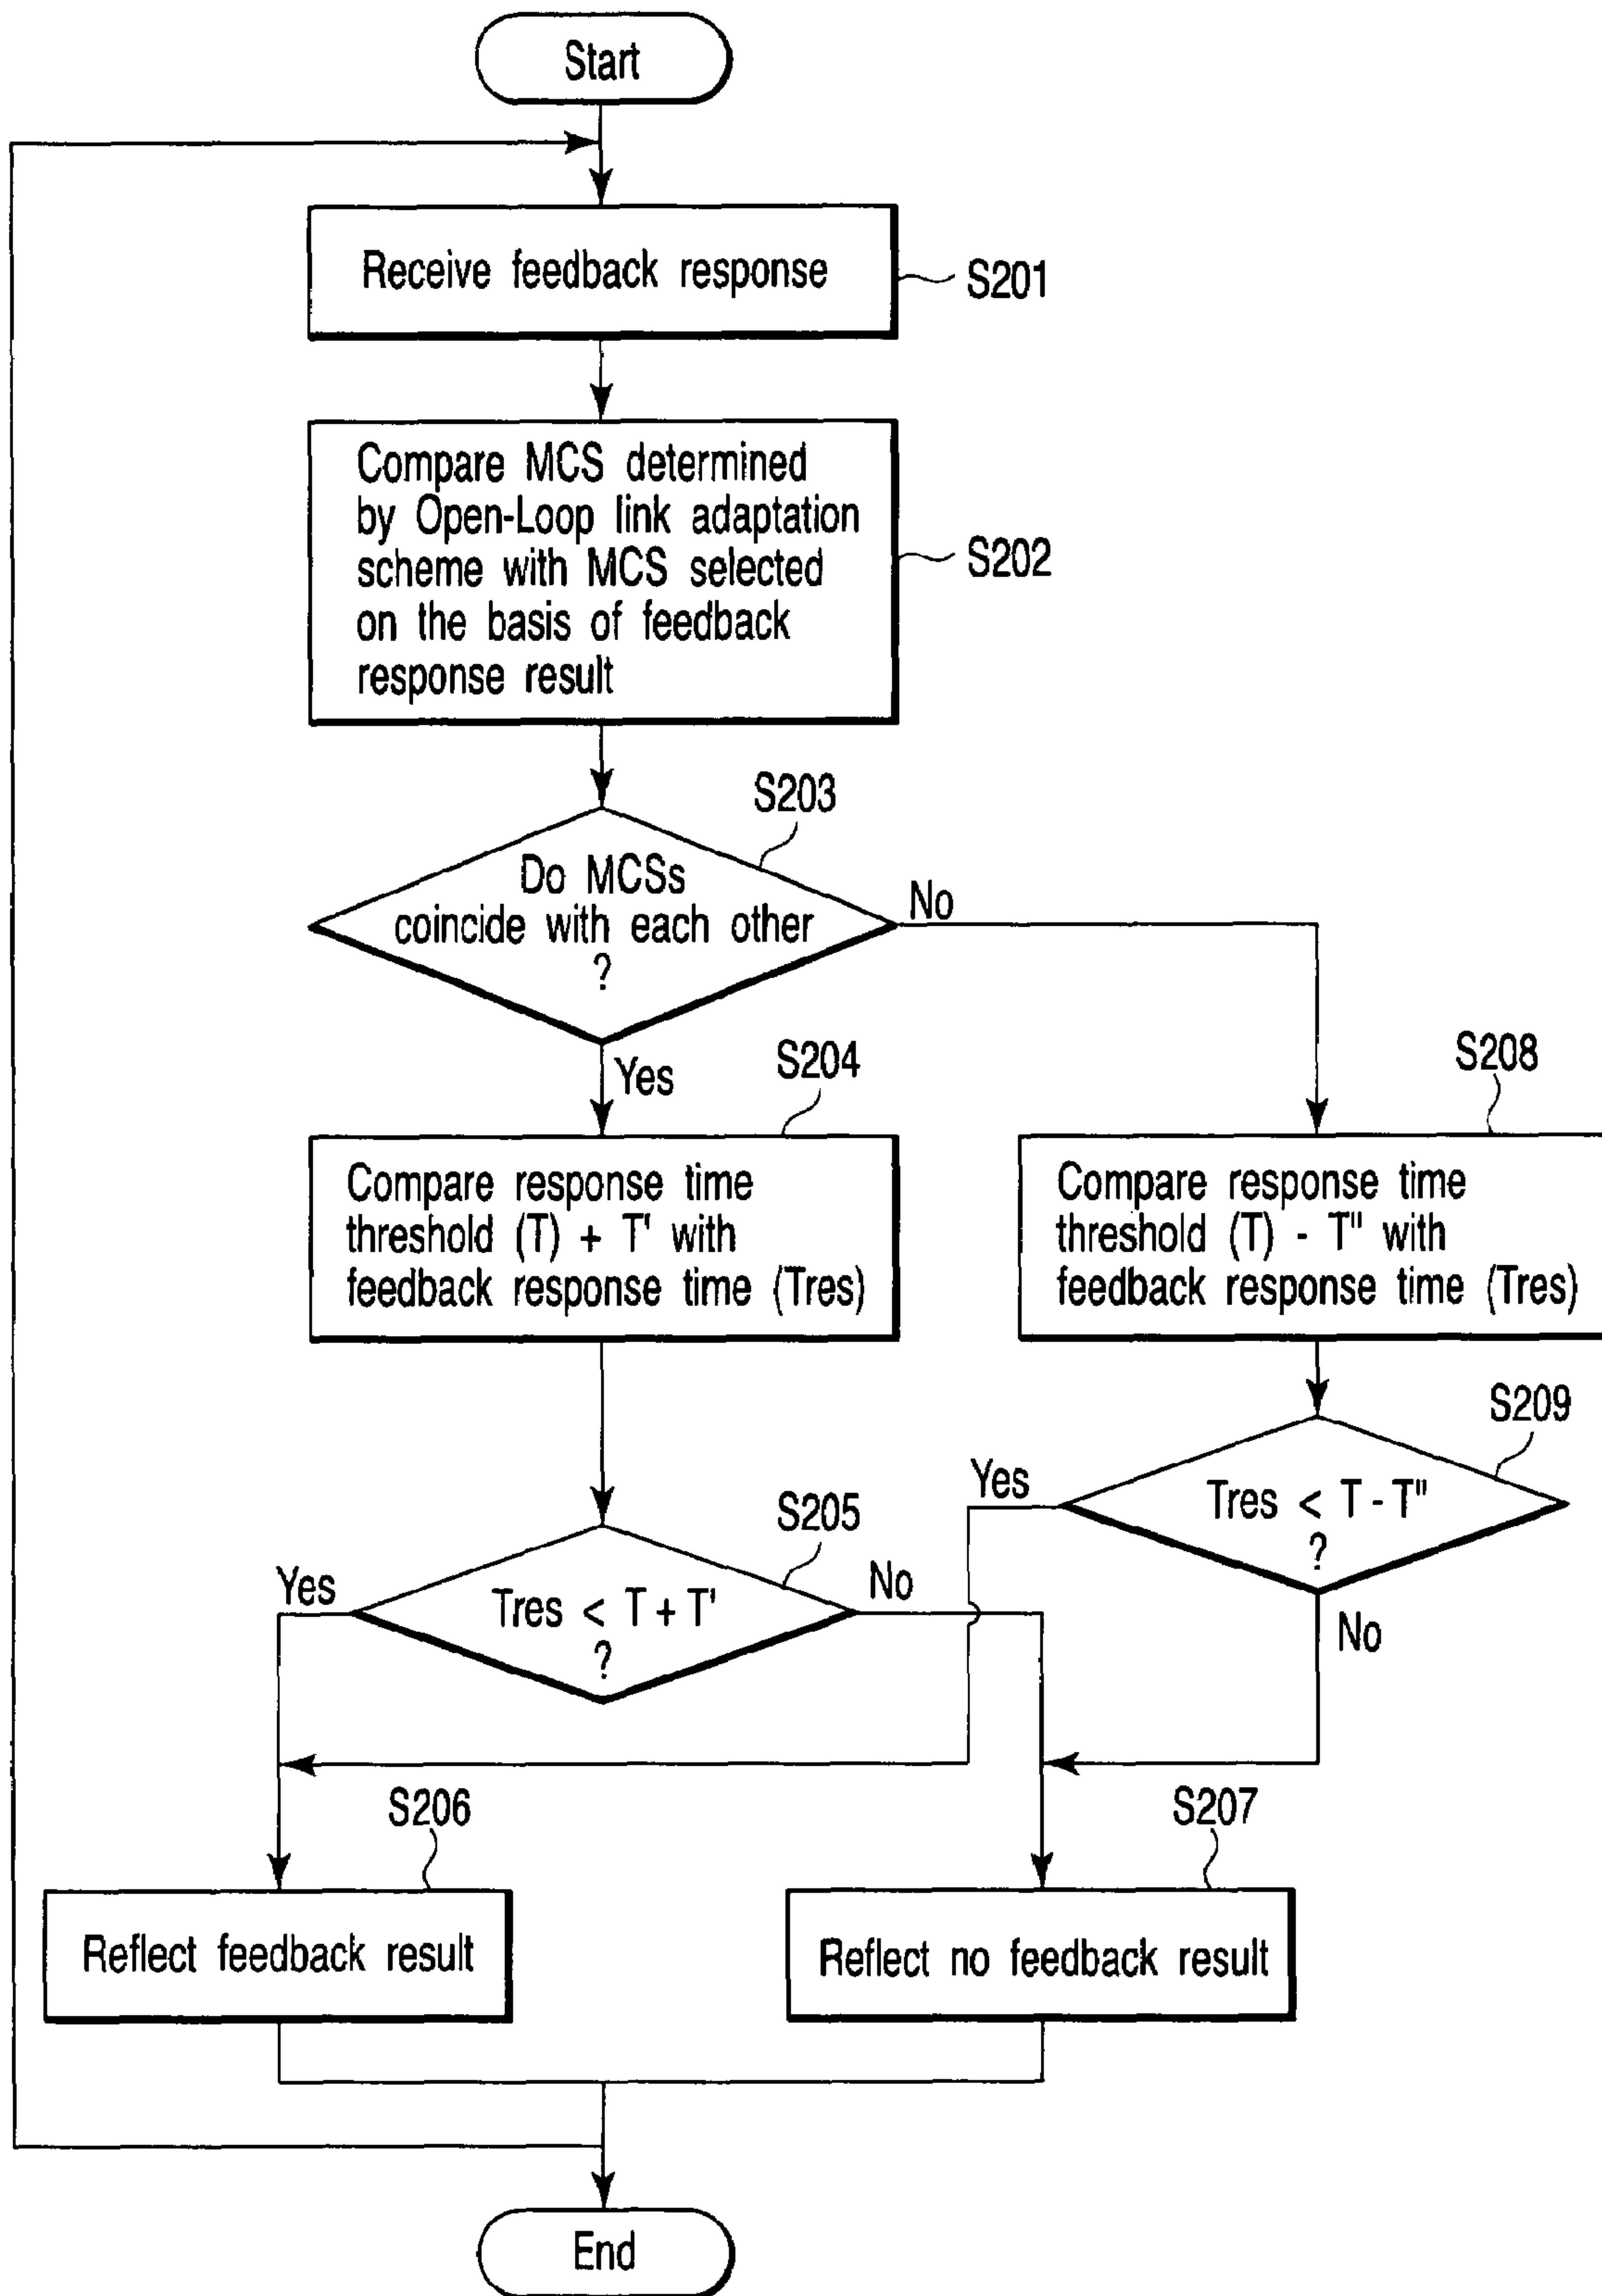 Start
Receive feedback response
S201
Compare MCS determined
by Open-Loop link adaptation
scheme with MCS selected
on the basis of feedback
response result
S202
S203
Do MCSs
coincide with each other
?
No
Yes
S204
Compare response time
threshold (T) + T' with
feedback response time (Tres)
S208
Compare response time
threshold (T) - T" with
feedback response time (Tres)
S209
Tres < T - T"
?
Yes
No
S205
Tres < T + T'
?
Yes
No
S206
Reflect feedback result
S207
Reflect no feedback result
End